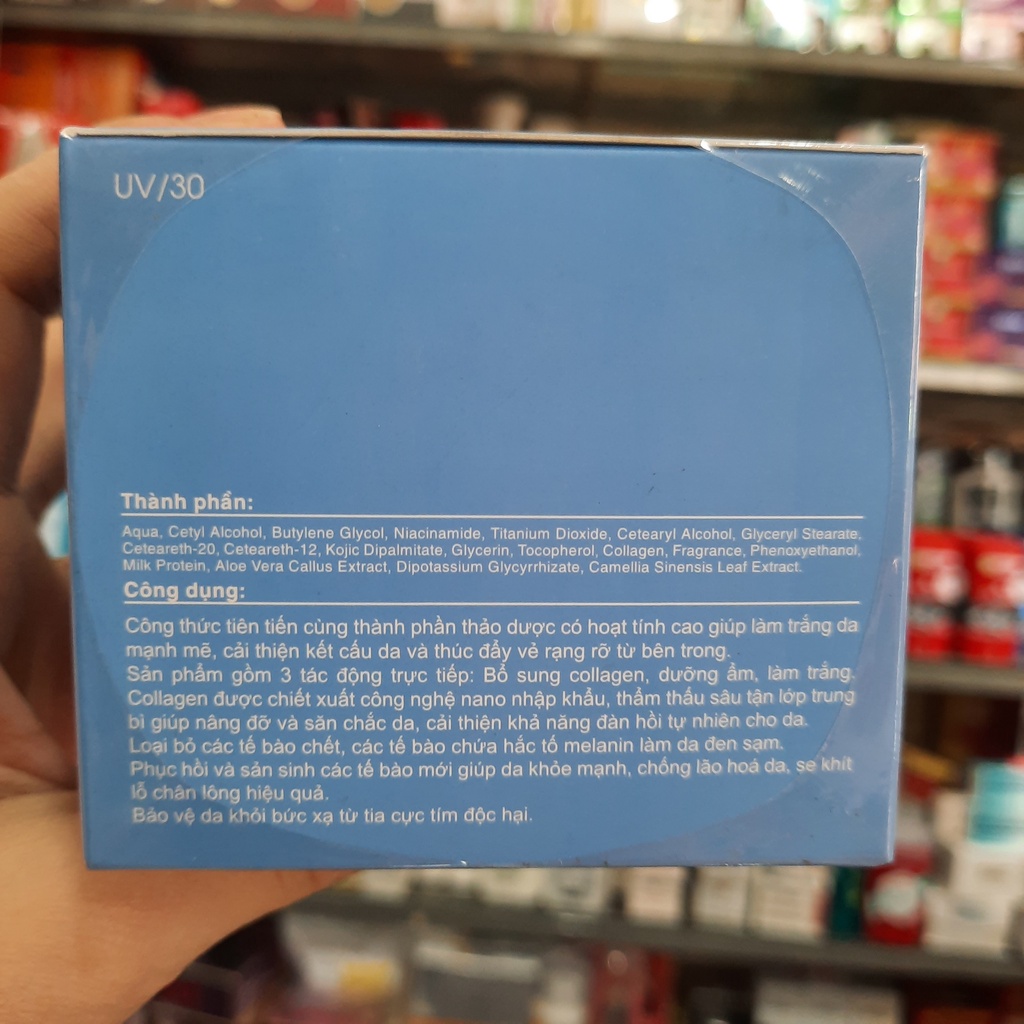 UV/30
Thành phần:
Aqua, Cetyl Alcohol, Butylene Glycol, Niacinamide, Titanium Dioxide, Cetearyl Alcohol, Glyceryl Stearate,
Ceteareth-20, Ceteareth-12, Kojic Dipalmitate, Glycerin, Tocopherol, Collagen, Fragrance, Phenoxyethanol,
Milk Protein, Aloe Vera Callus Extract, Dipotassium Glycyrrhizate, Camellia Sinensis Leaf Extract.
Công dụng:
Công thức tiên tiến cùng thành phần thảo dược có hoạt tính cao giúp làm trắng da
mạnh mẽ, cải thiện kết cấu da và thúc đẩy vẻ rạng rỡ từ bên trong.
Sản phẩm gồm 3 tác động trực tiếp: Bổ sung collagen, dưỡng ẩm, làm trắng.
Collagen được chiết xuất công nghệ nano nhập khẩu, thẩm thấu sâu tận lớp trung
bì giúp nâng đỡ và săn chắc da, cải thiện khả năng đàn hồi tự nhiên cho da.
Loại bỏ các tế bào chết, các tế bào chứa hắc tố melanin làm da đen sạm.
Phục hồi và sản sinh các tế bào mới giúp da khỏe mạnh, chống lão hoá da, se khít
lỗ chân lông hiệu quả.
Bảo vệ da khỏi bức xạ từ tia cực tím độc hại.